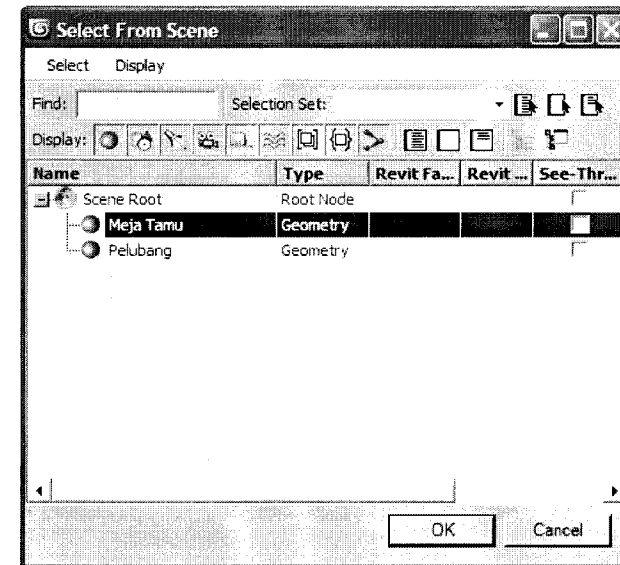 Select From Scene
Select Display
Find: Selection Set:
Display:
Name Type Revit Fa... Revit ... See-Thr...
Scene Root Root Node
Meja Tamu Geometry
Pelubang Geometry
OK Cancel